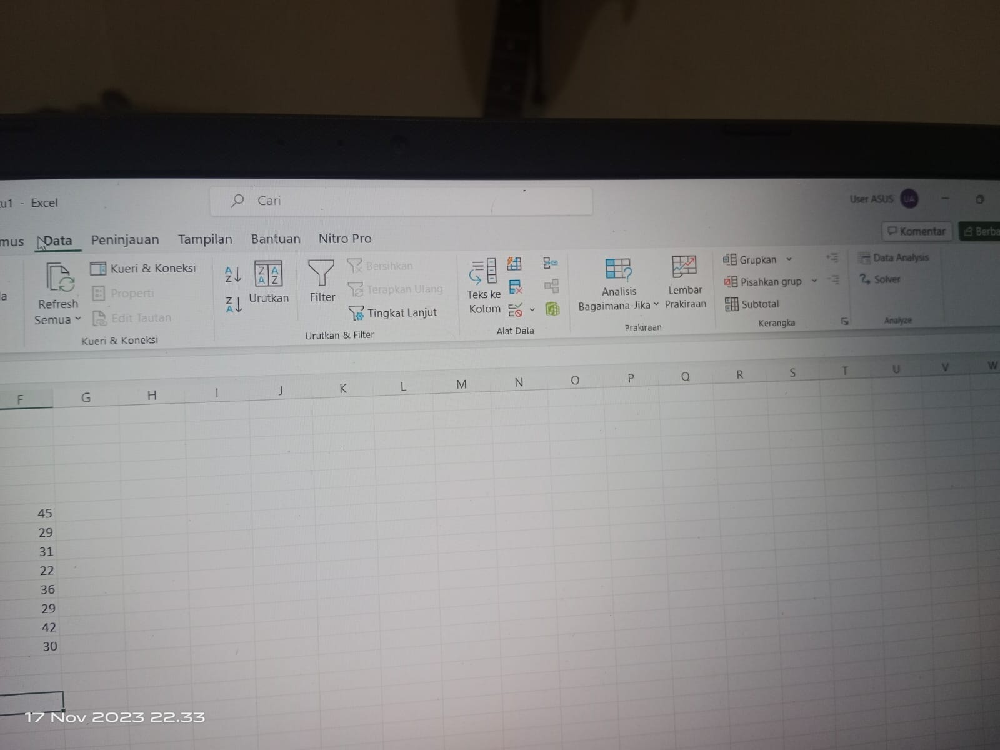 u1 - Excel
Cari
User ASUS UA
mus Data Peninjauan Tampilan Bantuan Nitro Pro
Komentar
Berba
a
Refresh
Semua
Kueri & Koneksi
Properti
Edit Tautan
Kueri & Koneksi
Urutkan
Filter
Bersihkan
Terapkan Ulang
Tingkat Lanjut
Urutkan & Filter
Teks ke
Kolom
Alat Data
Analisis
Bagaimana-Jika
Lembar
Prakiraan
Prakiraan
Grupkan
Pisahkan grup
Subtotal
Kerangka
Data Analysis
Solver
Analyze
F G H I J K L M N O P Q R S T U V W
45
29
31
22
36
29
42
30
17 Nov 2023 22.33